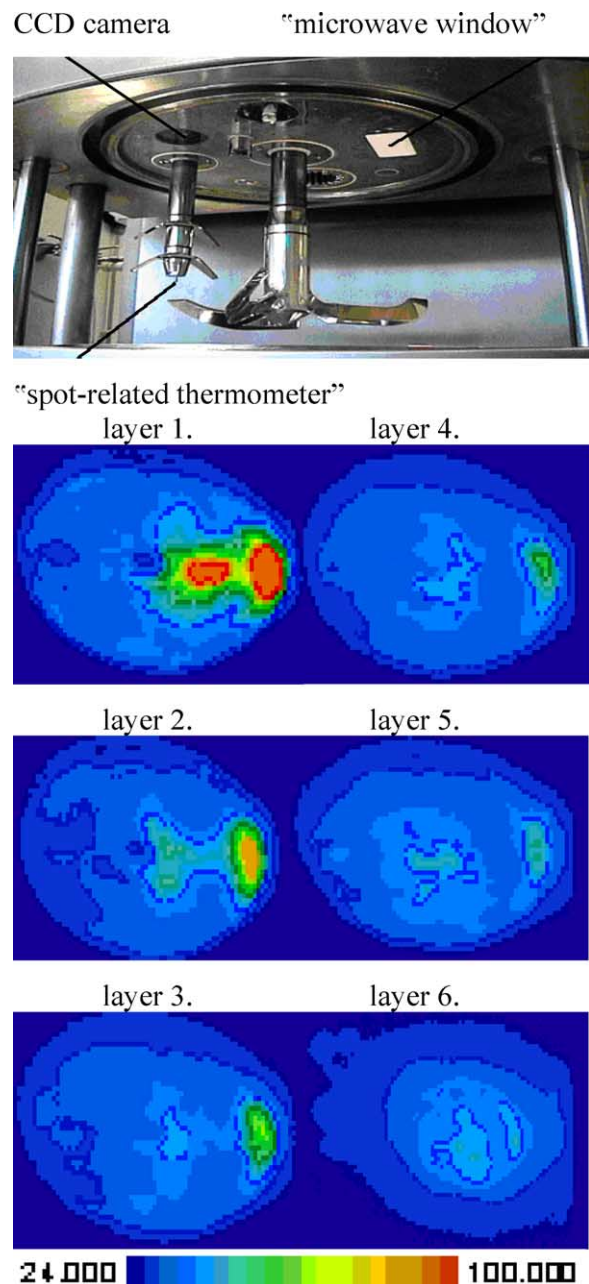 CCD camera “microwave window”
“spot-related thermometer”
layer 1. layer 4.
layer 2. layer 5.
layer 3. layer 6.
24.000 100.000